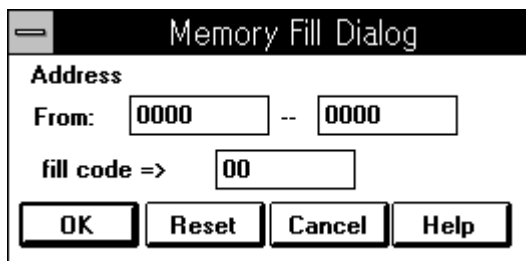 Memory Fill Dialog
Address
From: 0000 -- 0000
fill code => 00
OK Reset Cancel Help